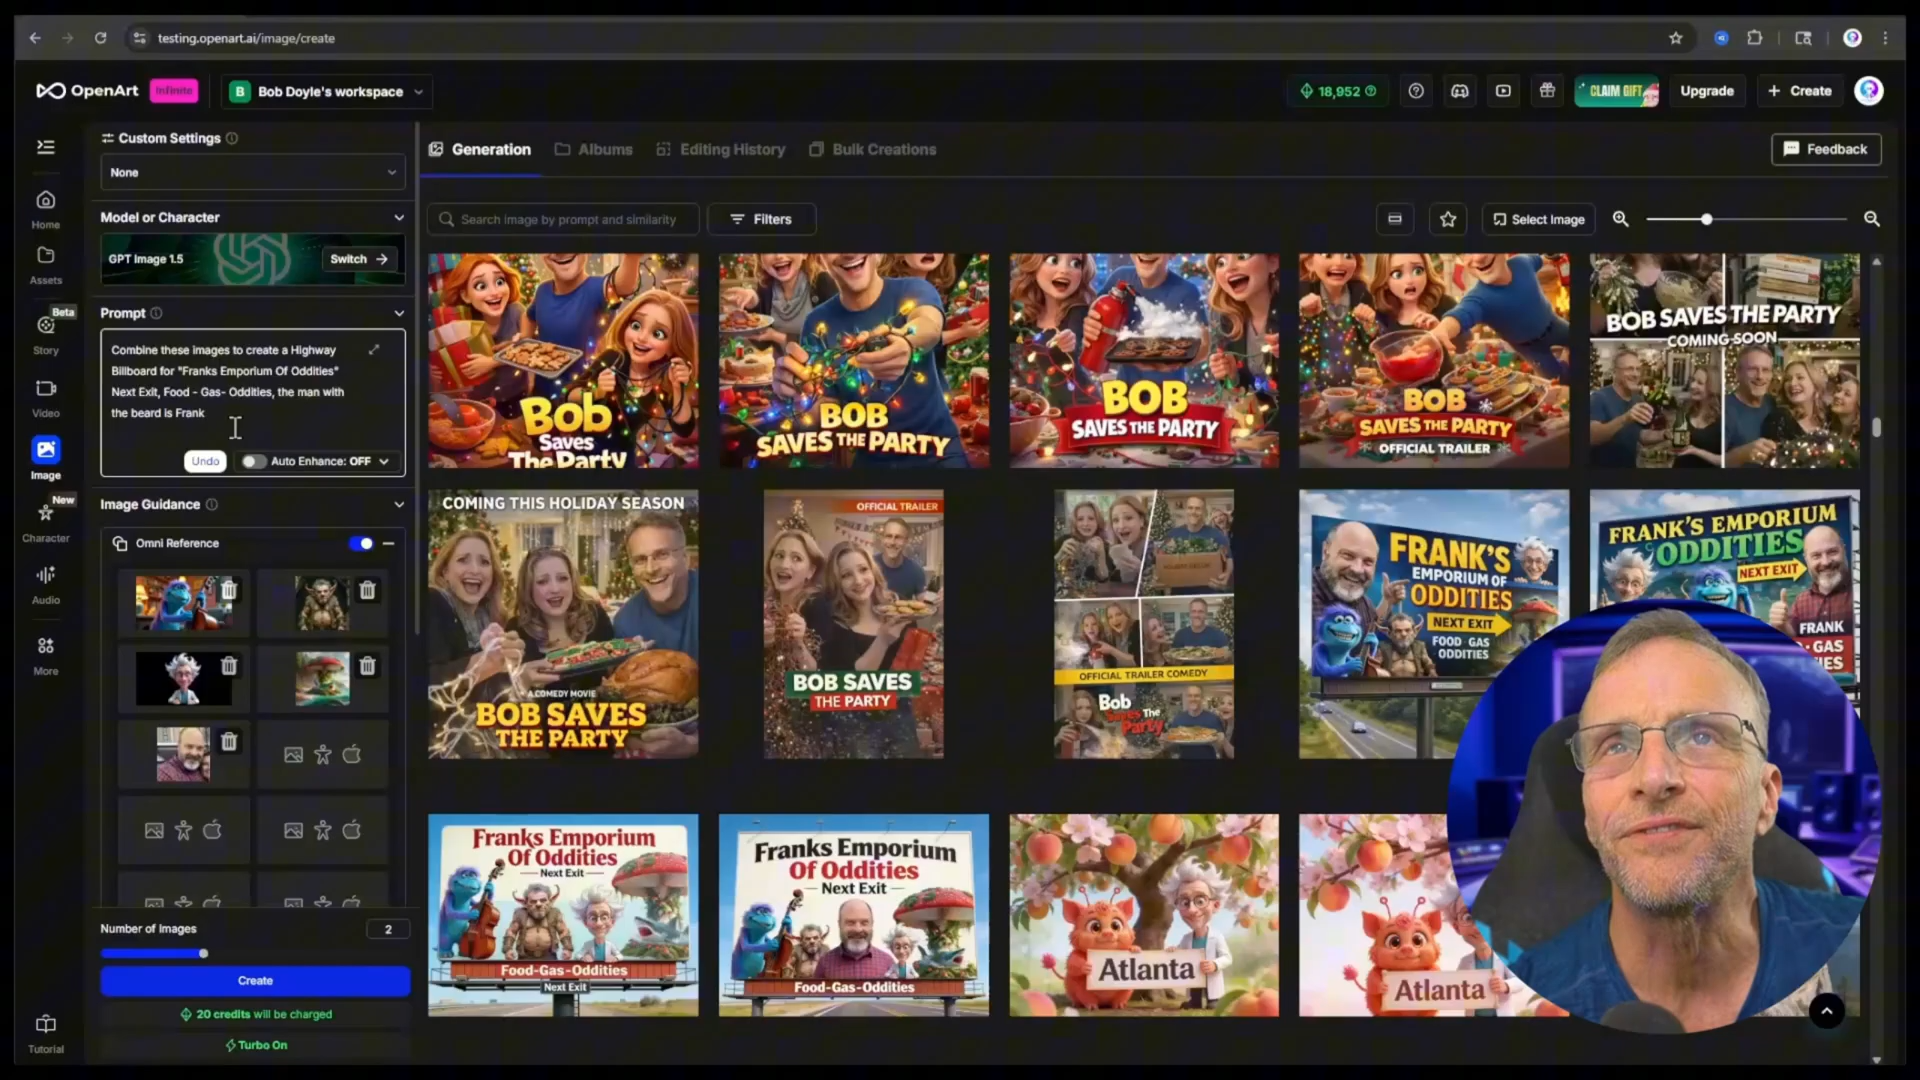 testing.openart.ai/image/create
OpenArt
Infinite
B
Bob Doyle's workspace
18,952
CLAIM GIFT
Upgrade
+ Create
Home
Assets
Beta
Story
Video
Image
New
Character
Audio
More
Tutorial
Custom Settings
None
Model or Character
GPT Image 1.5
Switch
Prompt
Combine these images to create a Highway
Billboard for "Franks Emporium Of Oddities"
Next Exit, Food - Gas- Oddities, the man with
the beard is Frank
Undo
Auto Enhance: OFF
Image Guidance
Omni Reference
Number of Images
2
Create
20 credits will be charged
Turbo On
Generation
Albums
Editing History
Bulk Creations
Feedback
Search image by prompt and similarity
Filters
Select Image
Bob
Saves
The Party
BOB
SAVES THE PARTY
BOB
SAVES THE PARTY
BOB
SAVES THE PARTY
OFFICIAL TRAILER
BOB SAVES THE PARTY
COMING SOON
COMING THIS HOLIDAY SEASON
A COMEDY MOVIE
BOB SAVES
THE PARTY
OFFICIAL TRAILER
BOB SAVES
THE PARTY
OFFICIAL TRAILER COMEDY
Bob
Saves The
Party
FRANK'S
EMPORIUM OF
ODDITIES
NEXT EXIT
FOOD-GAS
ODDITIES
FRANK'S EMPORIUM
ODDITIES
NEXT EXIT
FRANK
GAS
Franks Emporium
Of Oddities
Next Exit
Food-Gas-Oddities
Next Exit
Franks Emporium
Of Oddities
Next Exit
Food-Gas-Oddities
Atlanta
Atlanta